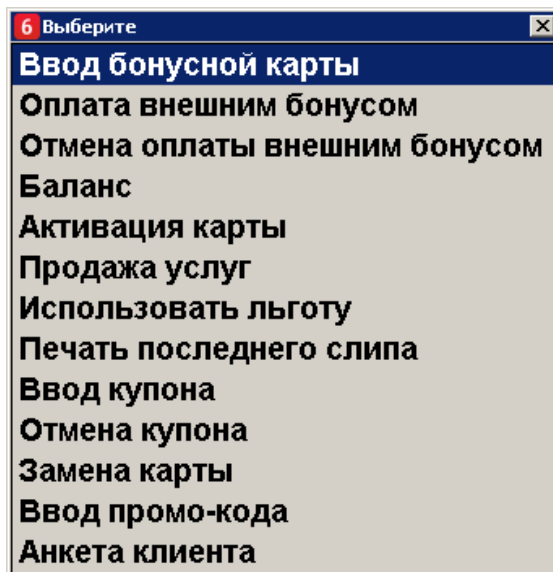 6 Выберите
Ввод бонусной карты
Оплата внешним бонусом
Отмена оплаты внешним бонусом
Баланс
Активация карты
Продажа услуг
Использовать льготу
Печать последнего слипа
Ввод купона
Отмена купона
Замена карты
Ввод промо-кода
Анкета клиента